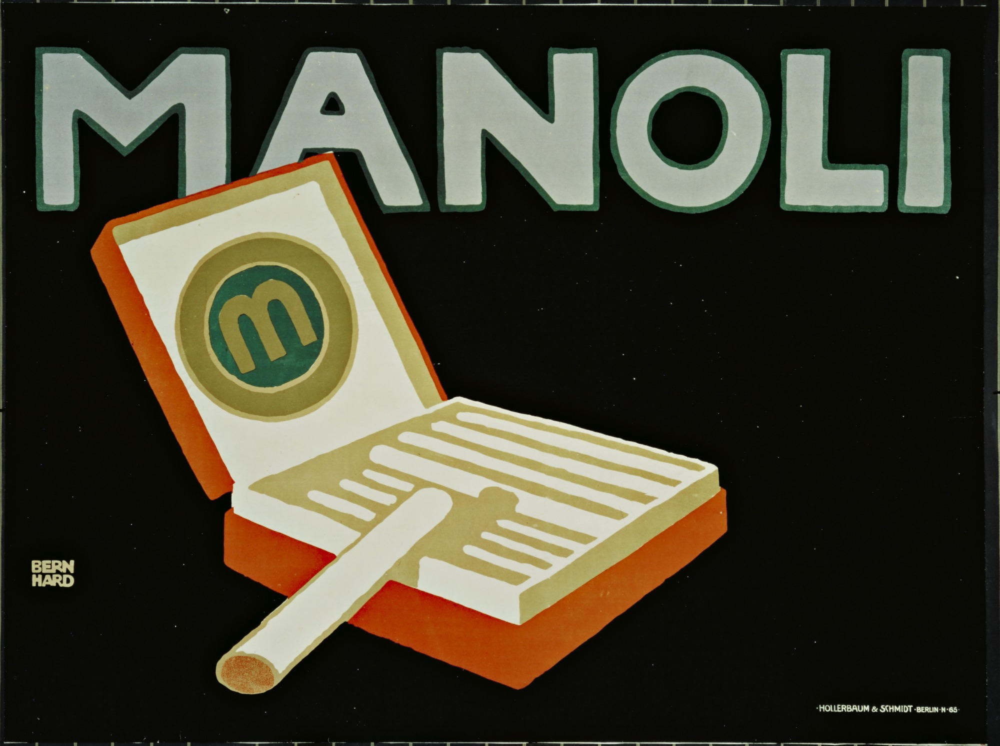 MANOLI
m
BERN
HARD
·HOLLERBAUM & SCHMIDT·BERLIN·N·65·